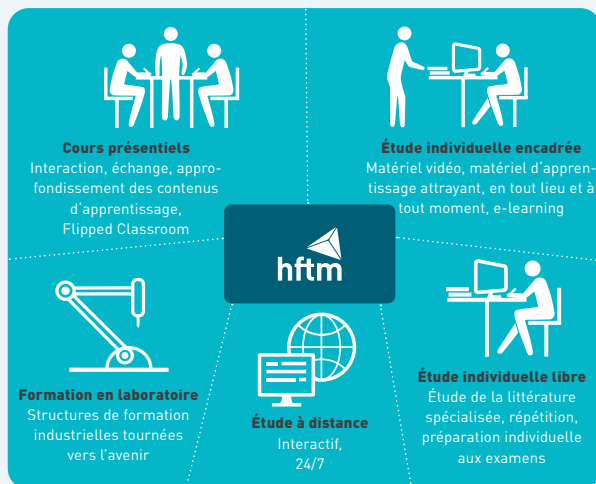 Cours présentiels
Interaction, échange, appro-
fondissement des contenus
d'apprentissage,
Flipped Classroom
Étude individuelle encadrée
Matériel vidéo, matériel d'appren-
tissage attrayant, en tout lieu et à
tout moment, e-learning
hftm
Formation en laboratoire
Structures de formation
industrielles tournées
vers l'avenir
Étude à distance
Interactif,
24/7
Étude individuelle libre
Étude de la littérature
spécialisée, répétition,
préparation individuelle
aux examens